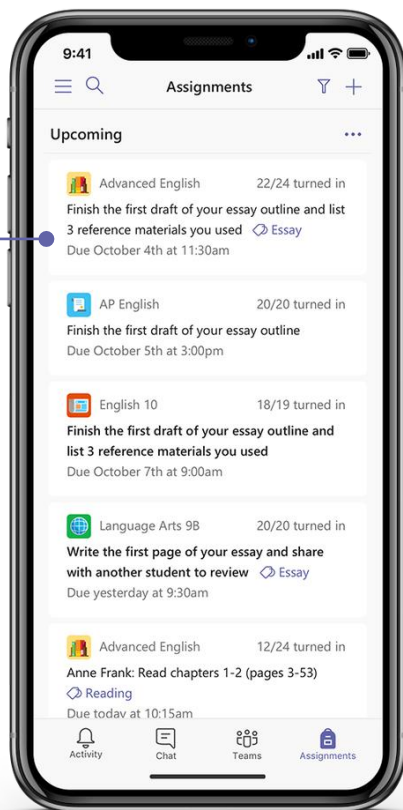 9:41
Assignments
Upcoming
Advanced English 22/24 turned in
Finish the first draft of your essay outline and list
3 reference materials you used Essay
Due October 4th at 11:30am
AP English 20/20 turned in
Finish the first draft of your essay outline
Due October 5th at 3:00pm
English 10 18/19 turned in
Finish the first draft of your essay outline and
list 3 reference materials you used
Due October 7th at 9:00am
Language Arts 9B 20/20 turned in
Write the first page of your essay and share
with another student to review Essay
Due yesterday at 9:30am
Advanced English 12/24 turned in
Anne Frank: Read chapters 1-2 (pages 3-53)
Reading
Due today at 10:15am
Activity Chat Teams Assignments